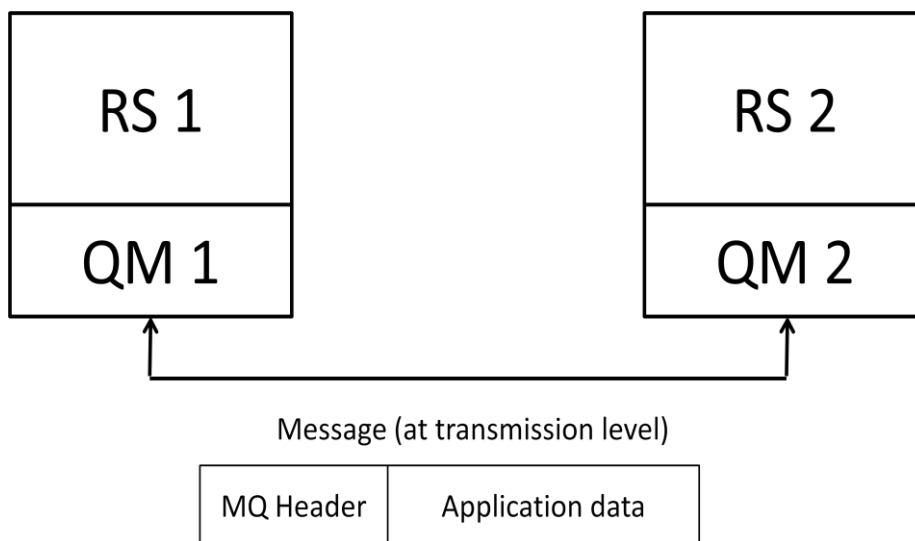 RS 1
RS 2
QM 1
QM 2
Message (at transmission level)
MQ Header
Application data